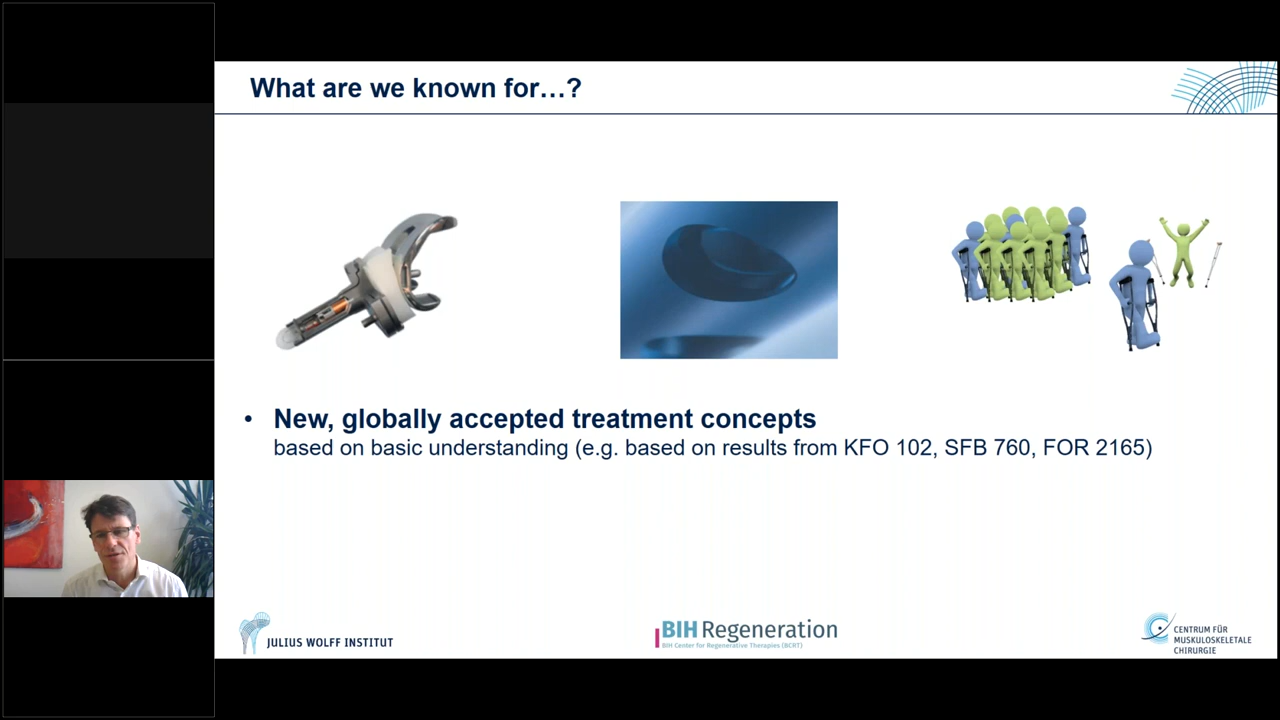 What are we known for…?
• New, globally accepted treatment concepts
based on basic understanding (e.g. based on results from KFO 102, SFB 760, FOR 2165)
JULIUS WOLFF INSTITUT
BIH Regeneration
BIH Center for Regenerative Therapies (BCRT)
CENTRUM FÜR
MUSKULOSKELETALE
CHIRURGIE